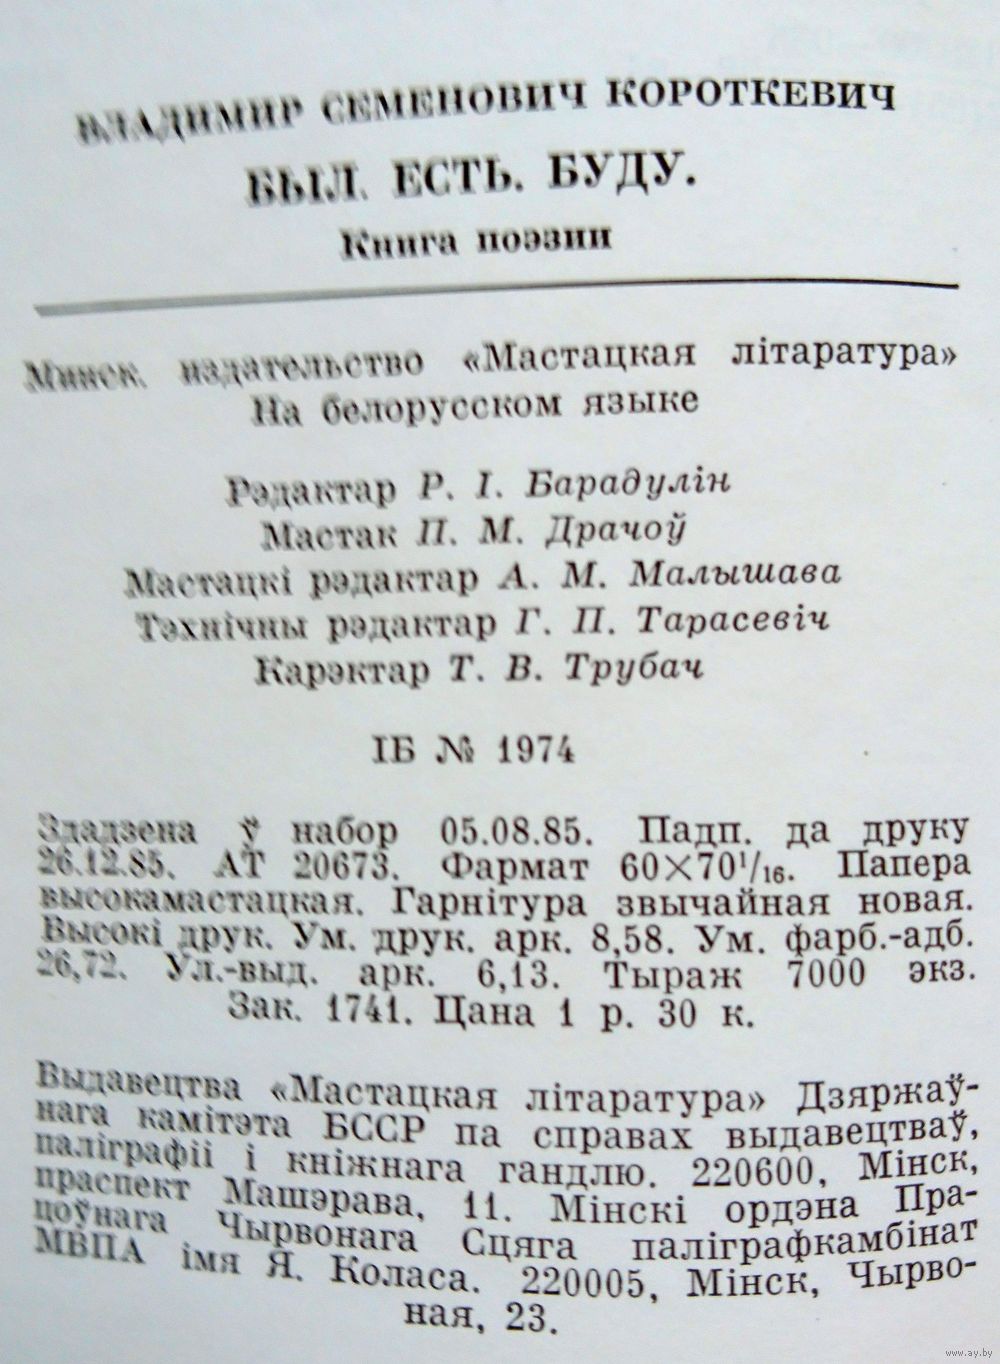 ВЛАДИМИР СЕМЕНОВИЧ КОРОТКЕВИЧ
БЫЛ. ЕСТЬ. БУДУ.
Книга поэзии
Минск. издательство «Мастацкая літаратура»
На белорусском языке
Рэдактар Р. І. Барадулін
Мастак П. М. Драчоў
Мастацкі рэдактар А. М. Малышава
Тэхнічны рэдактар Г. П. Тарасевіч
Карэктар Т. В. Трубач
ІБ № 1974
Здадзена ў набор 05.08.85. Падп. да друку
26.12.85. АТ 20673. Фармат 60×70¹/₁₆. Папера
высокамастацкая. Гарнітура звычайная новая.
Высокі друк. Ум. друк. арк. 8,58. Ум. фарб.-адб.
26,72. Ул.-выд. арк. 6,13. Тыраж 7000 экз.
Зак. 1741. Цана 1 р. 30 к.
Выдавецтва «Мастацкая літаратура» Дзяржаў-
нага камітэта БССР па справах выдавецтваў,
паліграфіі і кніжнага гандлю. 220600, Мінск,
праспект Машэрава, 11. Мінскі ордэна Пра-
цоўнага Чырвонага Сцяга паліграфкамбінат
МВПА імя Я. Коласа. 220005, Мінск, Чырво-
ная, 23.
www.ay.by